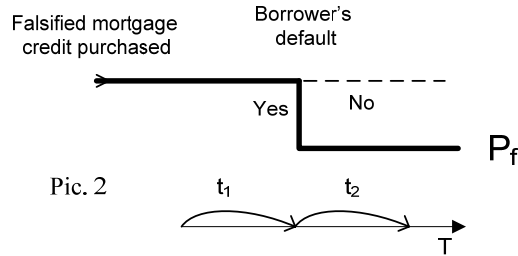 Falsified mortgage
credit purchased
Borrower’s
default
Yes
No
Pf
Pic. 2
t1
t2
T